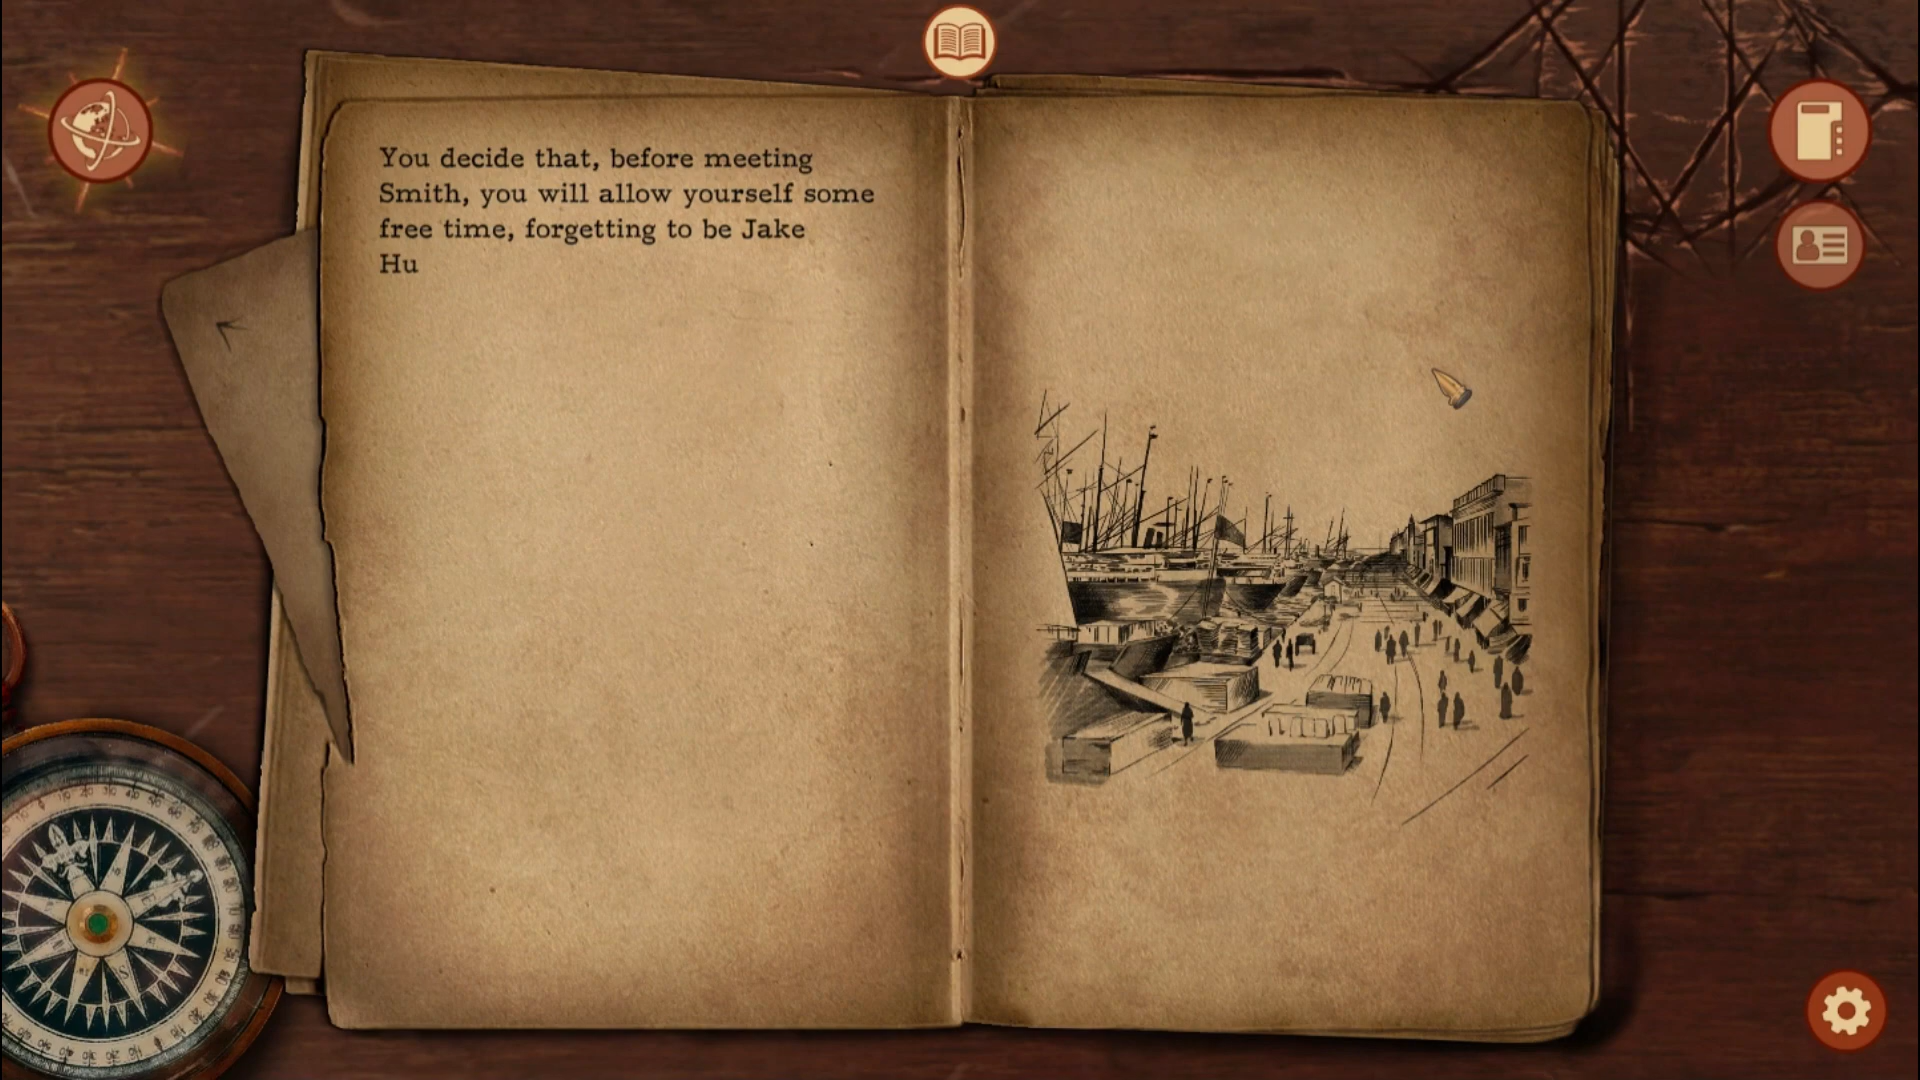 You decide that, before meeting
Smith, you will allow yourself some
free time, forgetting to be Jake
Hu